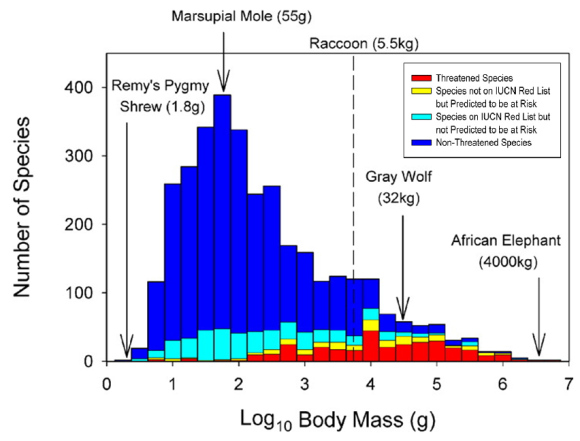 Marsupial Mole (55g)
Raccoon (5.5kg)
Remy's Pygmy
Shrew (1.8g)
Threatened Species
Species not on IUCN Red List
but Predicted to be at Risk
Species on IUCN Red List but
not Predicted to be at Risk
Non-Threatened Species
Gray Wolf
(32kg)
African Elephant
(4000kg)
Number of Species
400
300
200
100
0
0 1 2 3 4 5 6 7
Log10 Body Mass (g)